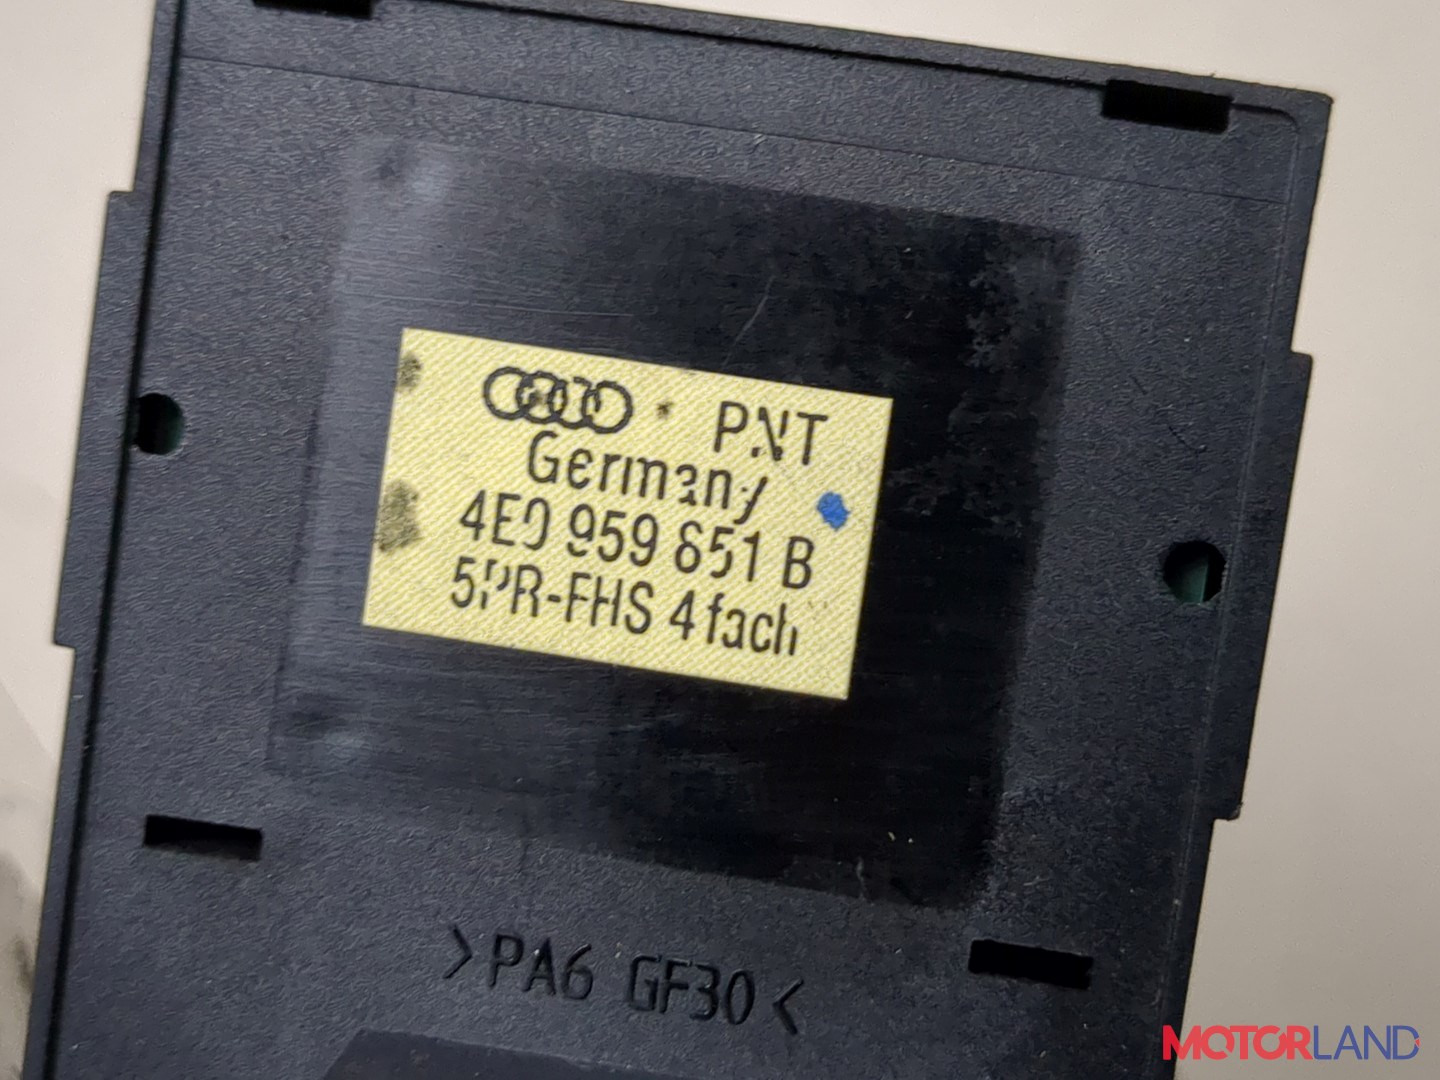 PNT
Germany
4E0 959 851 B
5PR-FHS 4fach
>PA6 GF30<
MOTORLAND